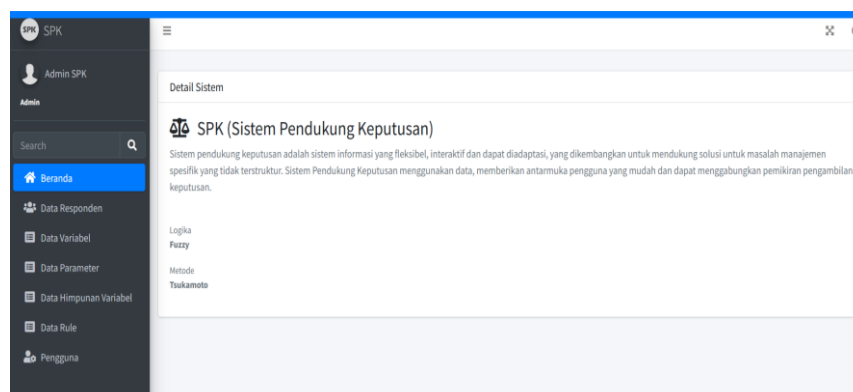 SPK SPK
Admin SPK
Admin
Search
Beranda
Data Responden
Data Variabel
Data Parameter
Data Himpunan Variabel
Data Rule
Pengguna
Detail Sistem
SPK (Sistem Pendukung Keputusan)
Sistem pendukung keputusan adalah sistem informasi yang fleksibel, interaktif dan dapat diadaptasi, yang dikembangkan untuk mendukung solusi untuk masalah manajemen
spesifik yang tidak terstruktur. Sistem Pendukung Keputusan menggunakan data, memberikan antarmuka pengguna yang mudah dan dapat menggabungkan pemikiran pengambilan
keputusan.
Logika
Fuzzy
Metode
Tsukamoto